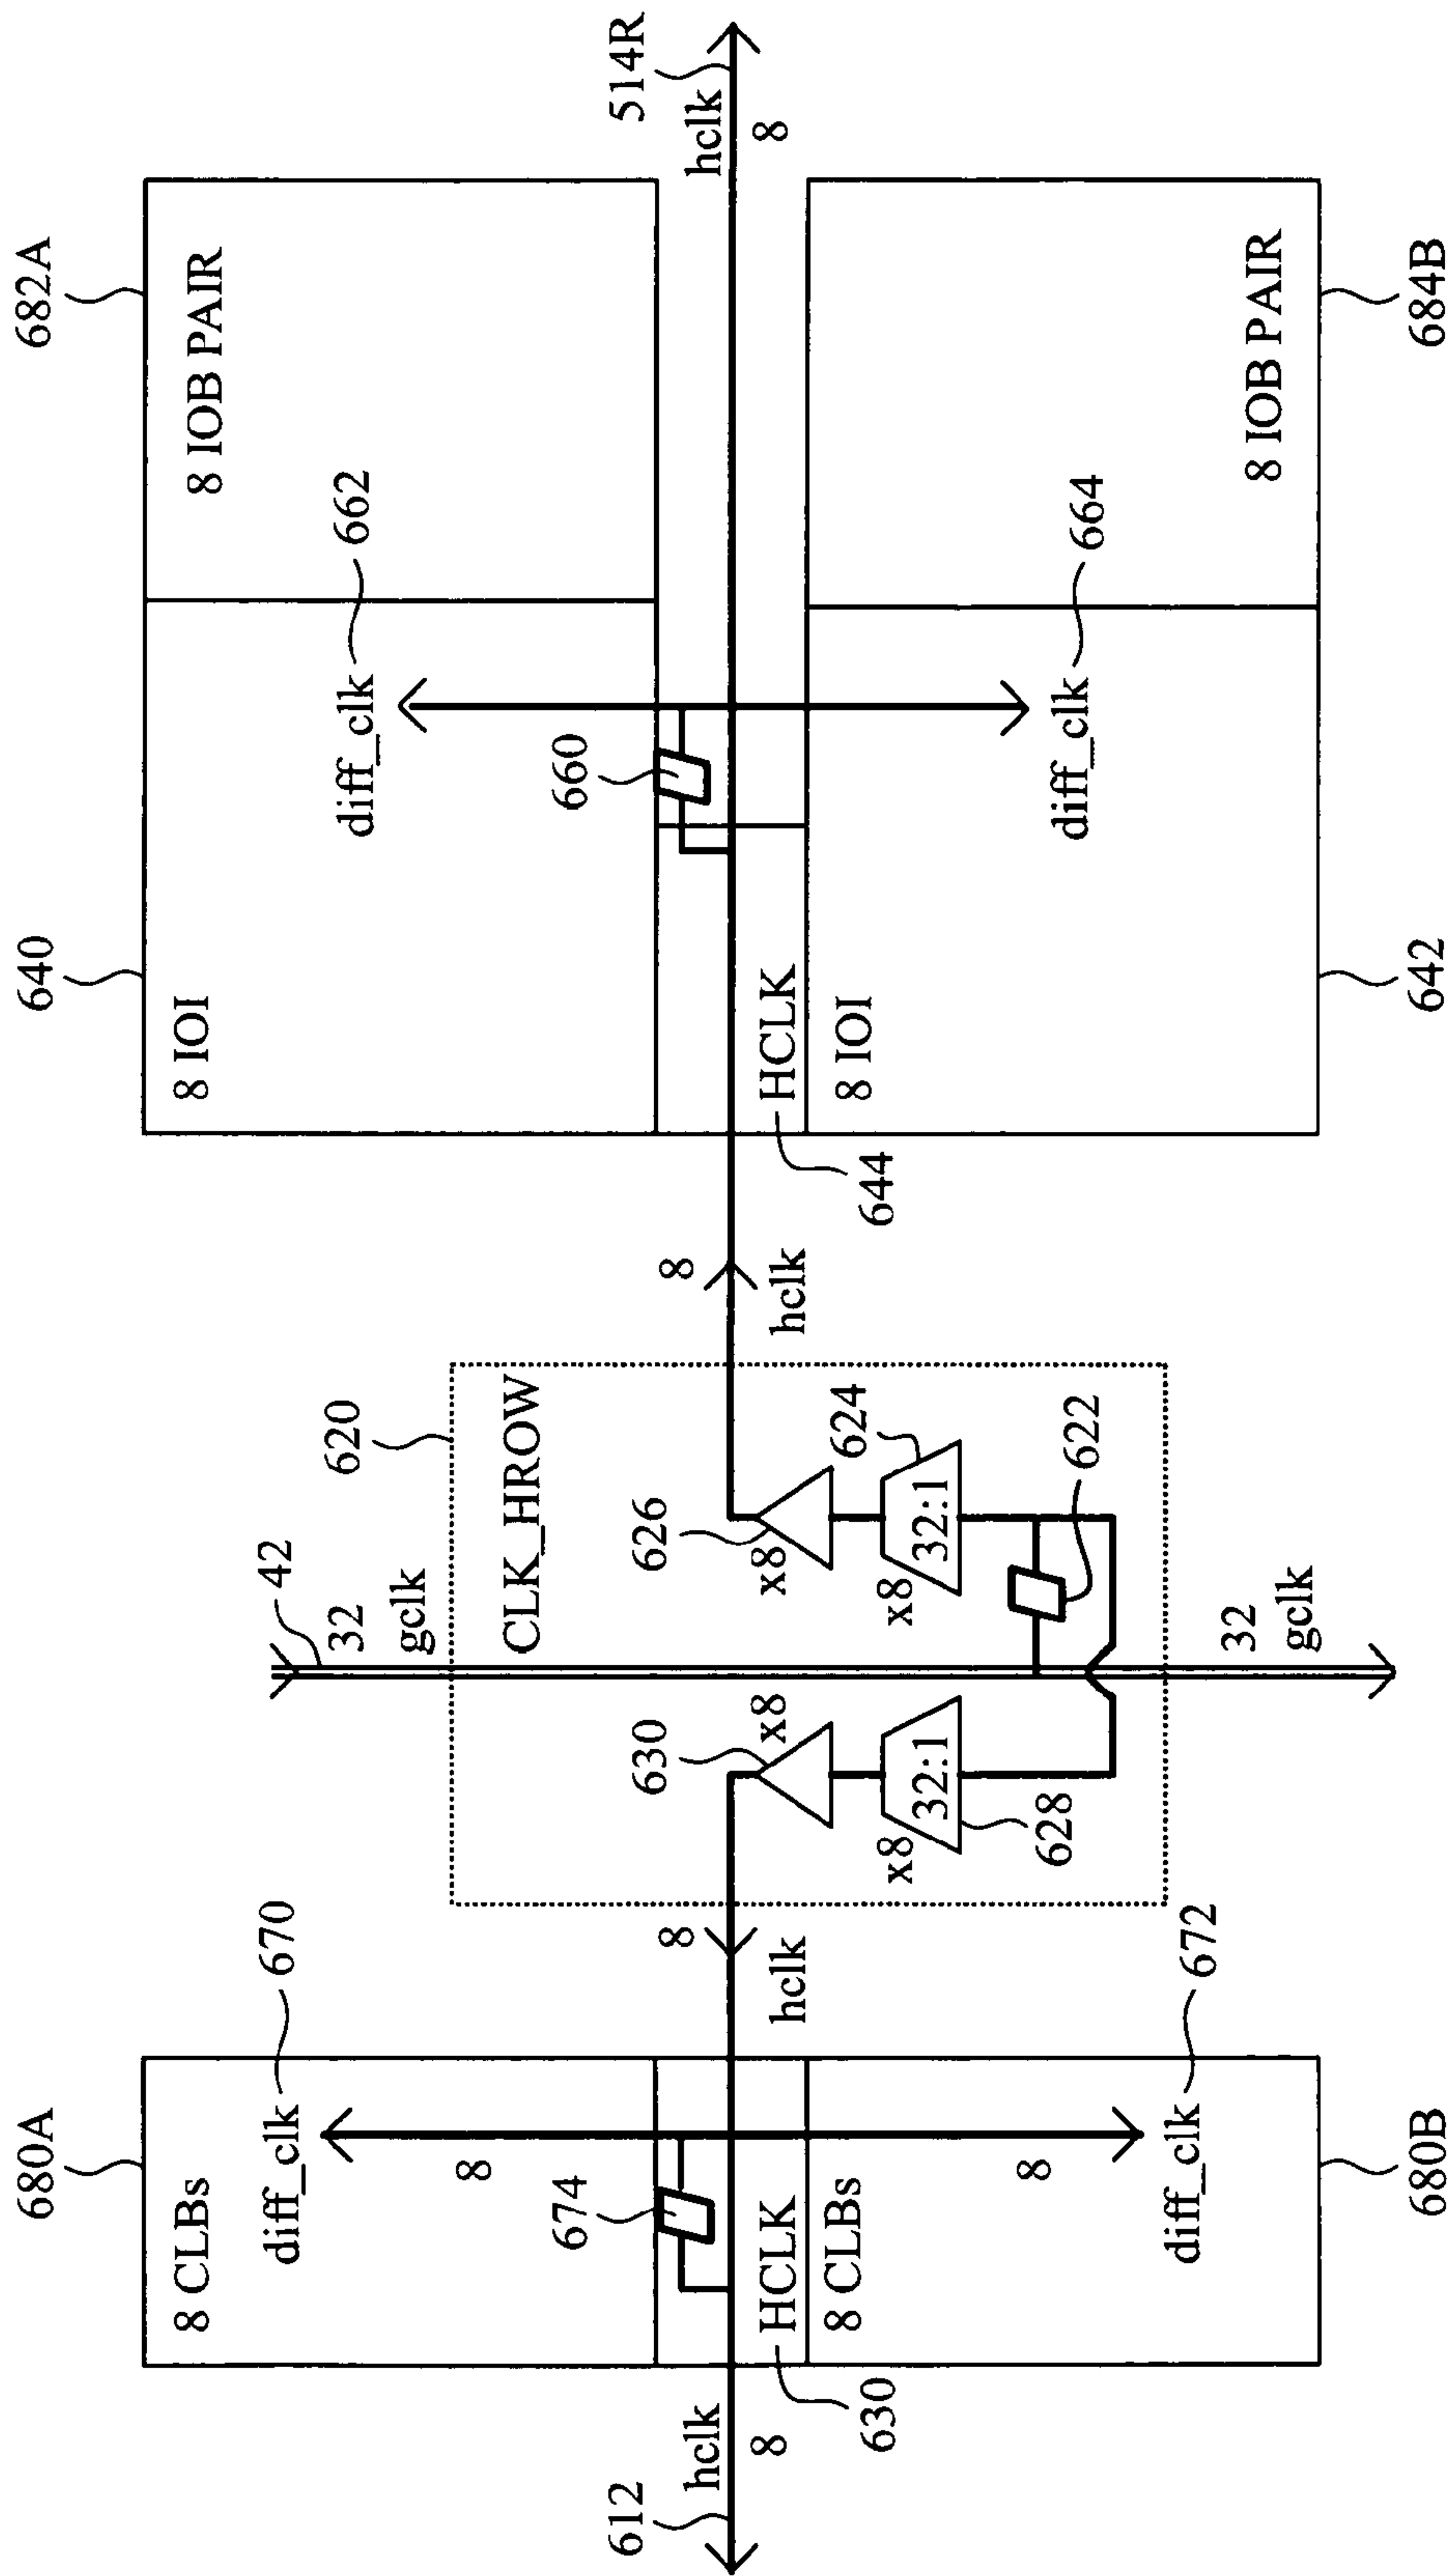 680A
8 CLBs
diff_clk
670
8
674
612
hclk
8
HCLK
630
8
hclk
8 CLBs
8
diff_clk
672
680B
42
32
gclk
620
CLK_HROW
630
x8
626
x8
x8
32:1
628
x8
32:1
624
622
32
gclk
8
hclk
640
8 IOI
diff_clk
662
682A
8 IOB PAIR
660
644
HCLK
514R
hclk
8
8 IOI
diff_clk
664
642
8 IOB PAIR
684B